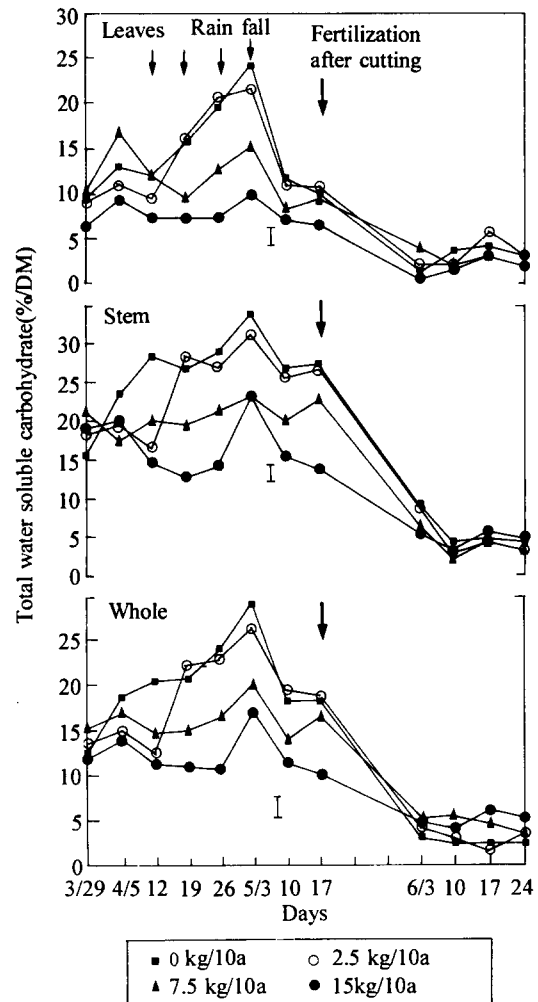 30
Leaves
Rain fall
Fertilization
after cutting
25
20
15
10
5
0
Total water soluble carbohydrate(%/DM)
Stem
30
25
20
15
10
5
0
Whole
25
20
15
10
5
0
3/29 4/5 12 19 26 5/3 10 17 6/3 10 17 24
Days
0 kg/10a 2.5 kg/10a
7.5 kg/10a 15kg/10a